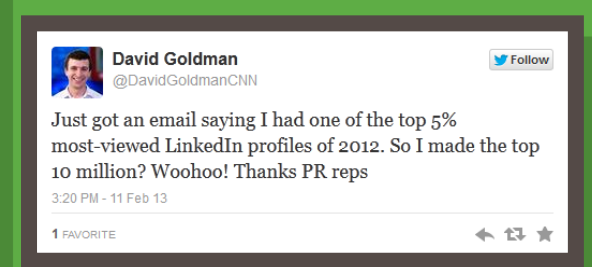 David Goldman
Follow
@DavidGoldmanCNN
Just got an email saying I had one of the top 5%
most-viewed LinkedIn profiles of 2012. So I made the top
10 million? Woohoo! Thanks PR reps
3:20 PM - 11 Feb 13
1 FAVORITE